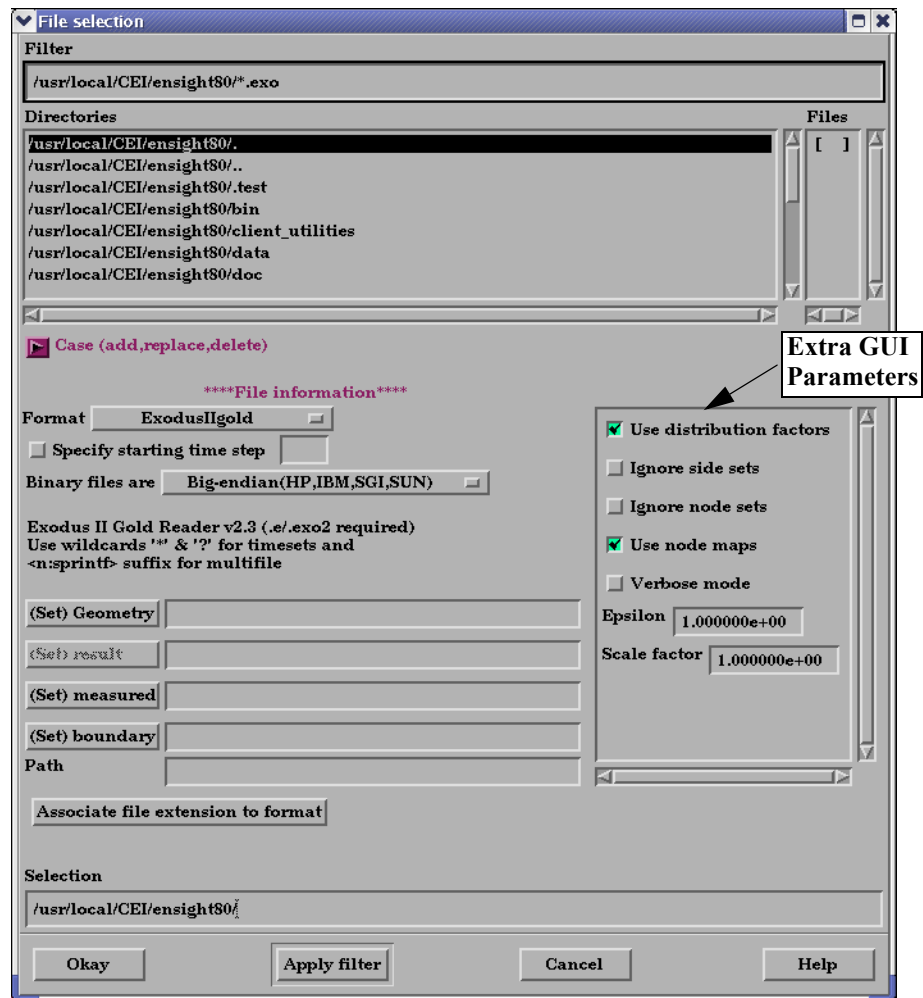 File selection
Filter
/usr/local/CEI/ensight80/*.exo
Directories
Files
/usr/local/CEI/ensight80/.
/usr/local/CEI/ensight80/..
/usr/local/CEI/ensight80/.test
/usr/local/CEI/ensight80/bin
/usr/local/CEI/ensight80/client_utilities
/usr/local/CEI/ensight80/data
/usr/local/CEI/ensight80/doc
[ ]
Case (add,replace,delete)
Extra GUI
Parameters
****File information****
Format ExodusIIgold
Specify starting time step
Binary files are Big-endian(HP,IBM,SGI,SUN)
Exodus II Gold Reader v2.3 (.e/.exo2 required)
Use wildcards '*' & '?' for timesets and
<n:sprintf> suffix for multifile
(Set) Geometry
(Set) result
(Set) measured
(Set) boundary
Path
Associate file extension to format
Use distribution factors
Ignore side sets
Ignore node sets
Use node maps
Verbose mode
Epsilon 1.000000e+00
Scale factor 1.000000e+00
Selection
/usr/local/CEI/ensight80/
Okay
Apply filter
Cancel
Help